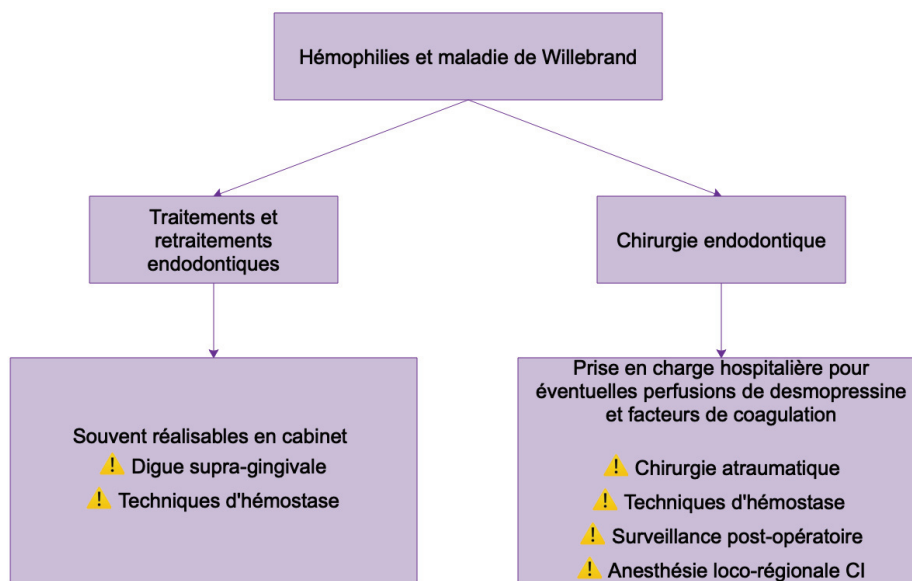 Hémophilies et maladie de Willebrand
Traitements et
retraitements
endodontiques
Chirurgie endodontique
Souvent réalisables en cabinet
Digue supra-gingivale
Techniques d'hémostase
Prise en charge hospitalière pour
éventuelles perfusions de desmopressine
et facteurs de coagulation
Chirurgie atraumatique
Techniques d'hémostase
Surveillance post-opératoire
Anesthésie loco-régionale CI